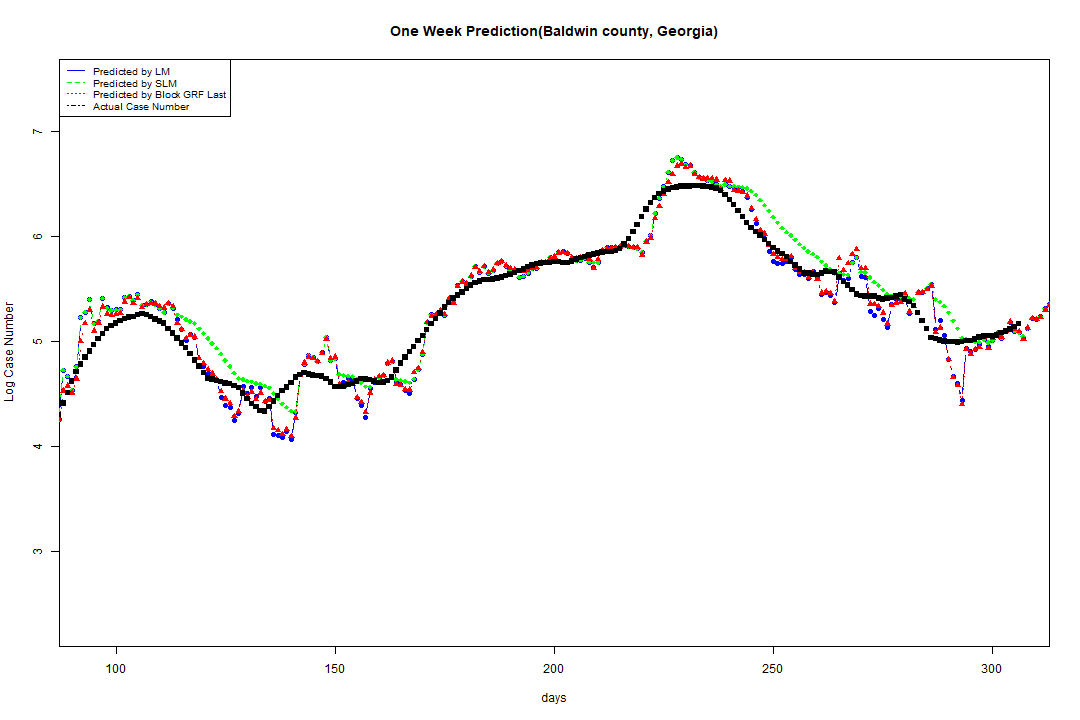 One Week Prediction(Baldwin county, Georgia)
Predicted by LM
Predicted by SLM
Predicted by Block GRF Last
Actual Case Number
7
6
5
4
3
Log Case Number
100 150 200 250 300
days